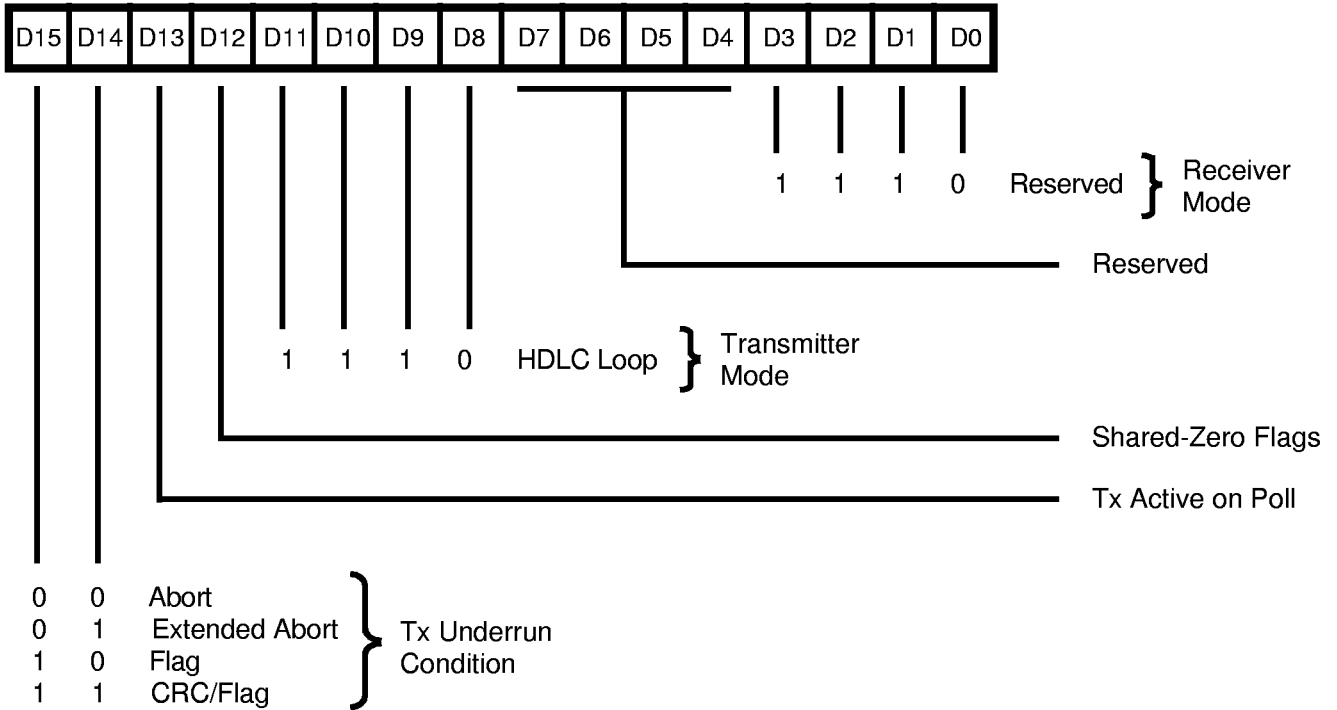 D15 D14 D13 D12 D11 D10 D9 D8 D7 D6 D5 D4 D3 D2 D1 D0
1 1 1 0 Reserved
Receiver
Mode
Reserved
1 1 1 0 HDLC Loop
Transmitter
Mode
Shared-Zero Flags
Tx Active on Poll
0 0 Abort
0 1 Extended Abort
1 0 Flag
1 1 CRC/Flag
Tx Underrun
Condition